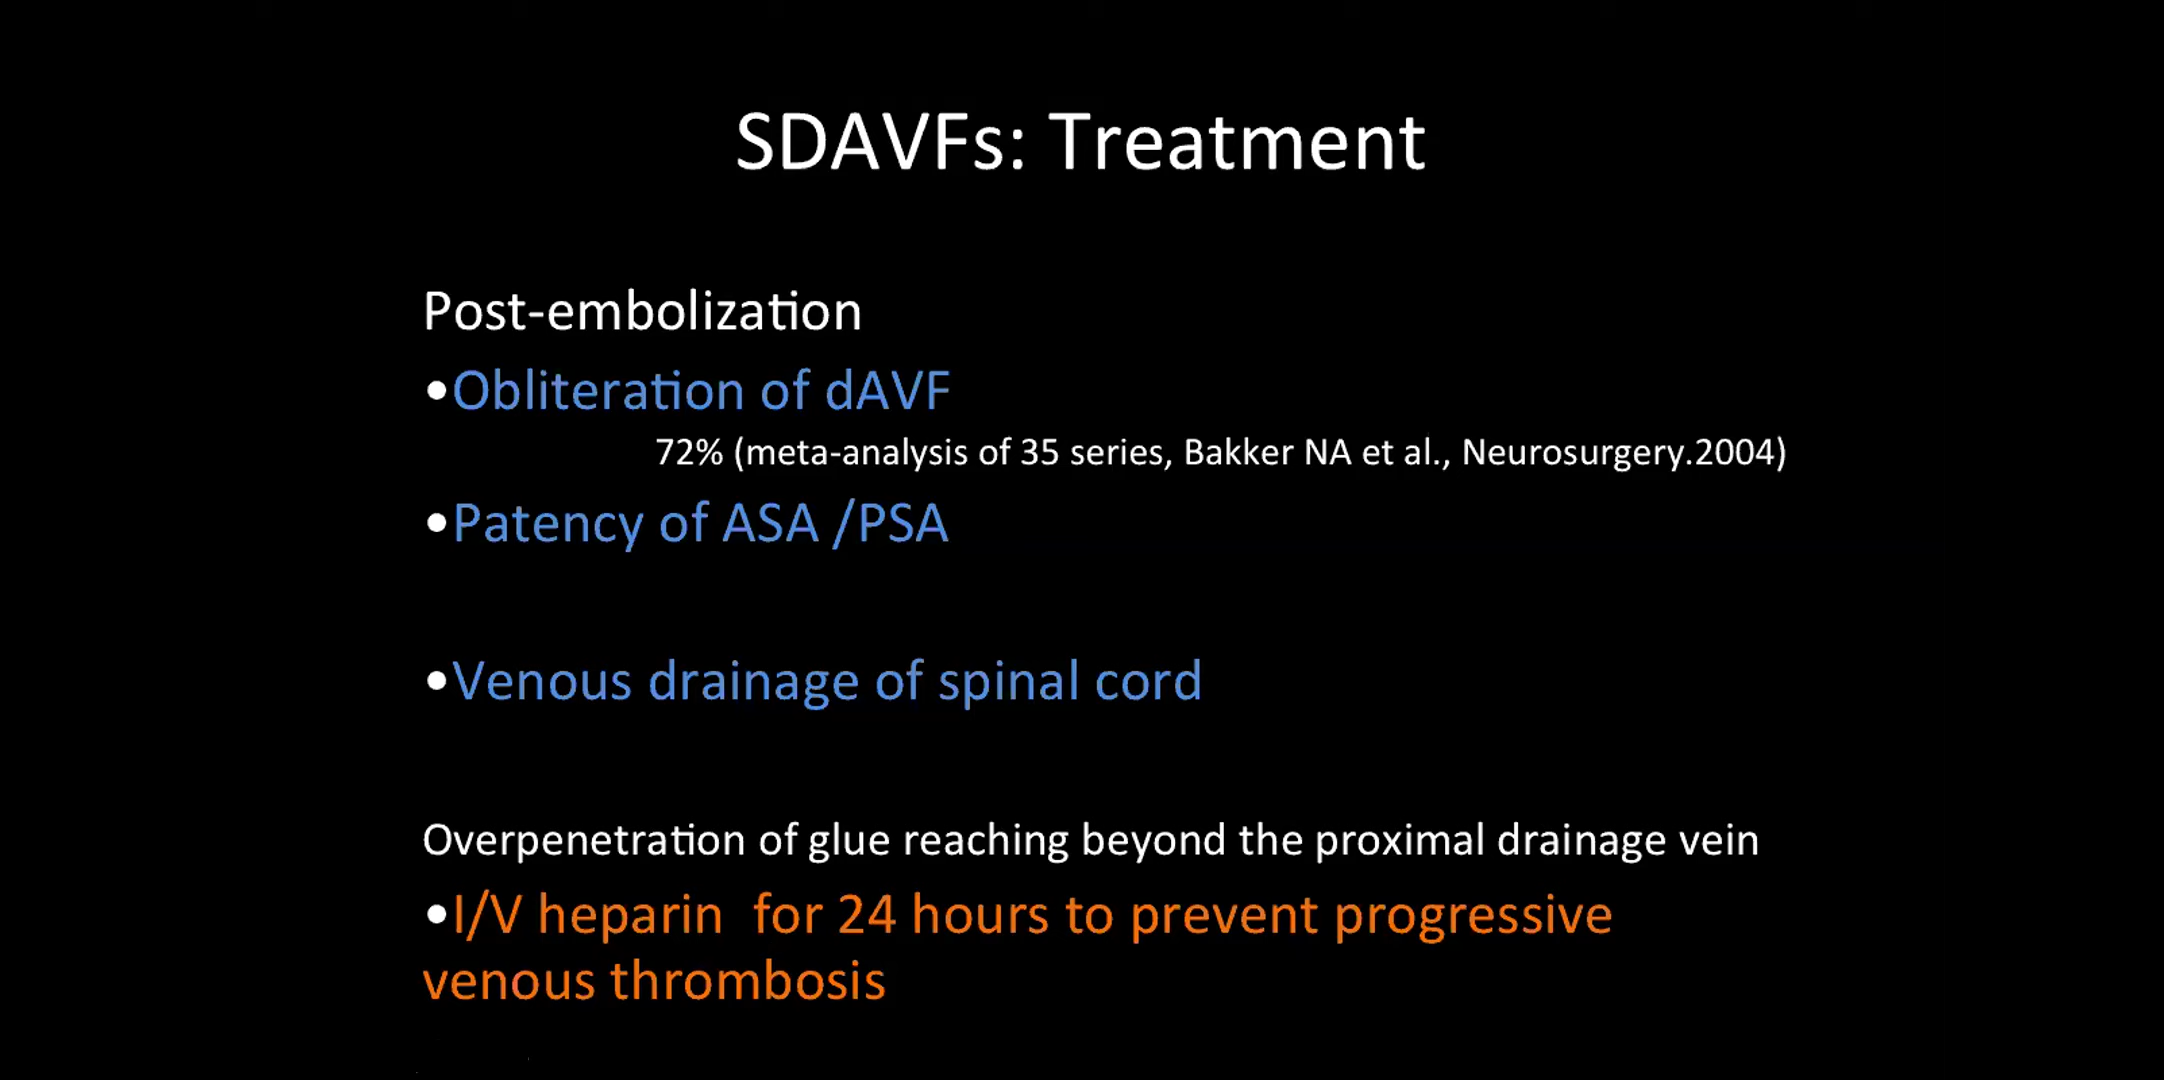 SDAVFs: Treatment
Post-embolization
•Obliteration of dAVF
72% (meta-analysis of 35 series, Bakker NA et al., Neurosurgery.2004)
•Patency of ASA /PSA
•Venous drainage of spinal cord
Overpenetration of glue reaching beyond the proximal drainage vein
•I/V heparin  for 24 hours to prevent progressive
venous thrombosis